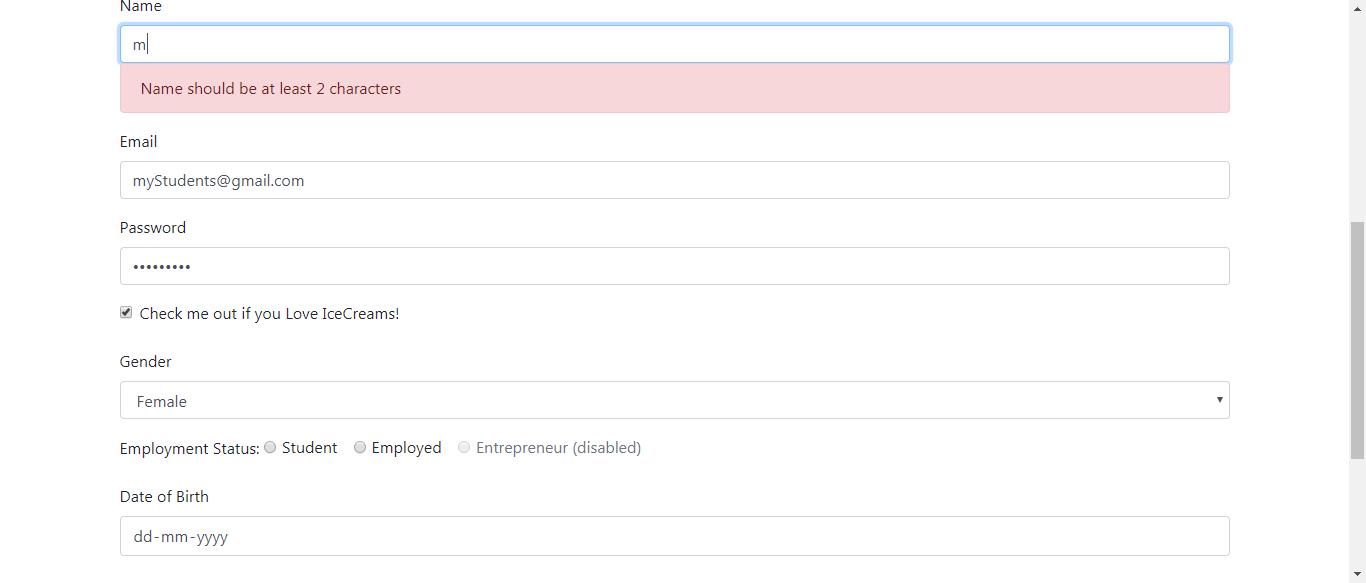 Name
m
Name should be at least 2 characters
Email
myStudents@gmail.com
Password
•••••••••
Check me out if you Love IceCreams!
Gender
Female
Employment Status: Student Employed Entrepreneur (disabled)
Date of Birth
dd-mm-yyyy